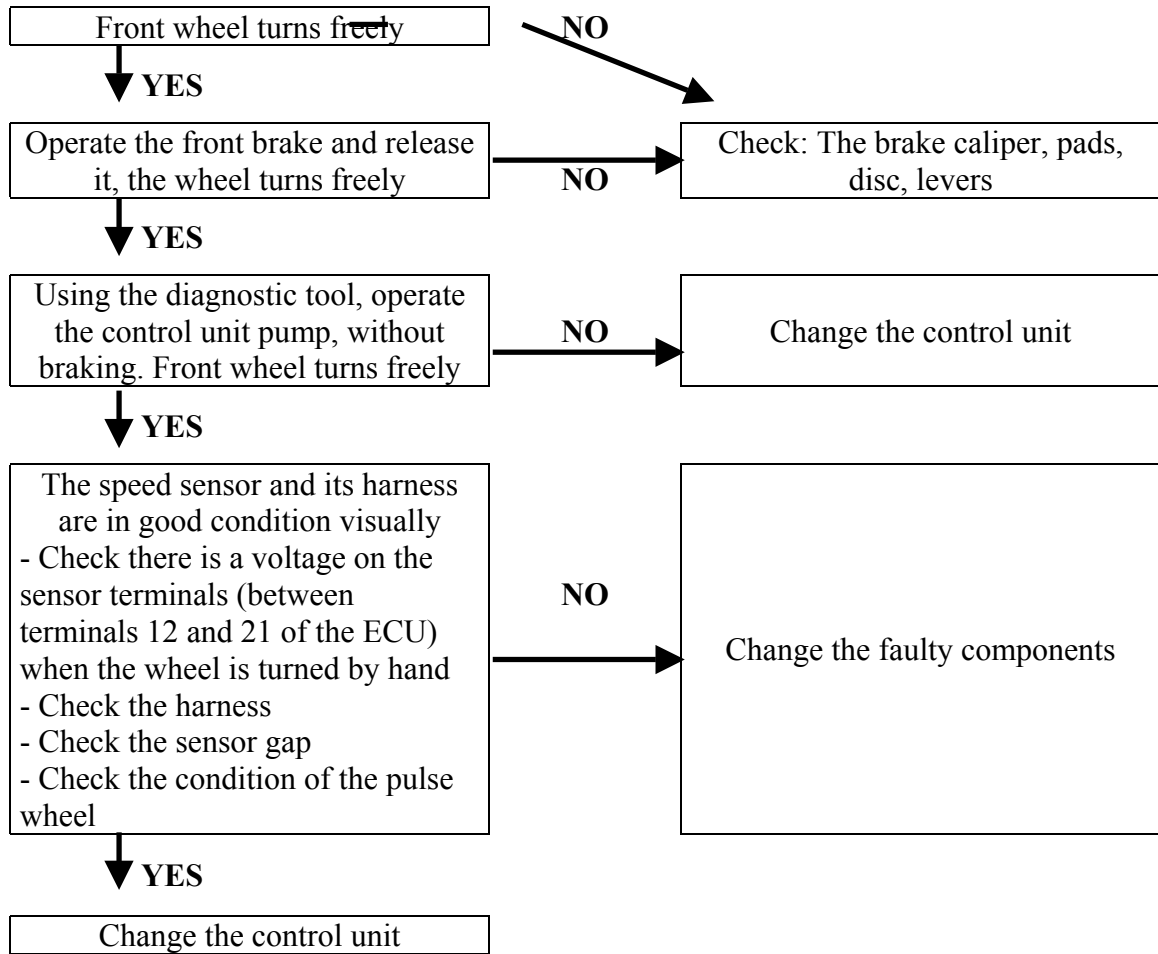 Front wheel turns freely
NO
YES
Operate the front brake and release
it, the wheel turns freely
NO
Check: The brake caliper, pads,
disc, levers
YES
Using the diagnostic tool, operate
the control unit pump, without
braking. Front wheel turns freely
NO
Change the control unit
YES
The speed sensor and its harness
are in good condition visually
- Check there is a voltage on the
sensor terminals (between
terminals 12 and 21 of the ECU)
when the wheel is turned by hand
- Check the harness
- Check the sensor gap
- Check the condition of the pulse
wheel
NO
Change the faulty components
YES
Change the control unit